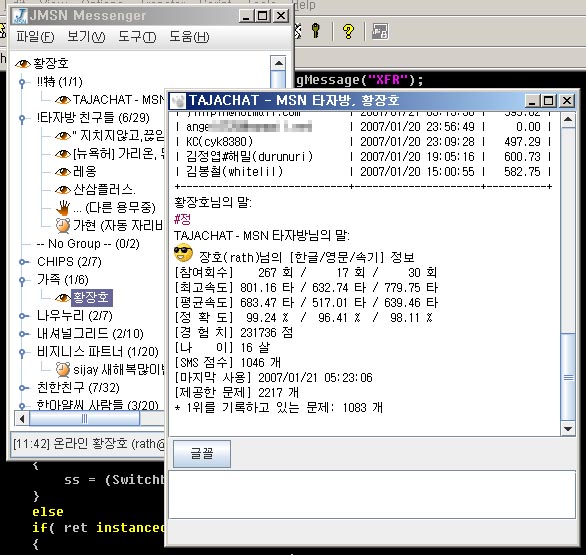 JMSN Messenger
파일(F) 보기(V) 도구(T) 도움(H)
황장호
!!특 (1/1)
TAJACHAT - MSN
!타자방 친구들 (6/29)
" 지치지않고,끊임
[뉴욕허] 가리온,
레옹
산삼플러스.
... (다른 용무중)
가현 (자동 자리비
-- No Group -- (0/2)
CHIPS (2/7)
가족 (1/6)
황장호
나우누리 (2/7)
내셔널그리드 (2/10)
비지니스 파트너 (1/20)
sijay 새해복많이
친한친구 (7/32)
한마알씨 사람들 (3/20)
[11:42] 온라인 황장호 (rath@
gMessage("XFR");
TAJACHAT - MSN 타자방, 황장호
| ange | 2007/01/20 23:56:49 | 0.00 |
| KC(cyk8380) | 2007/01/20 23:09:28 | 497.29 |
| 김정엽#해밀(durunuri) | 2007/01/20 19:05:16 | 600.73 |
| 김봉철(whitelil) | 2007/01/20 15:00:55 | 582.75 |
황장호님의 말:
#정
TAJACHAT - MSN 타자방님의 말:
장호(rath)님의 [한글/영문/속기] 정보
[참여회수] 267 회 / 17 회 / 30 회
[최고속도] 801.16 타 / 632.74 타 / 779.75 타
[평균속도] 683.47 타 / 517.01 타 / 639.46 타
[정 확 도] 99.24 % / 96.41 % / 98.11 %
[경 험 치] 231736 점
[나 이] 16 살
[SMS 점수] 1046 개
[마지막 사용] 2007/01/21 05:23:06
[제공한 문제] 2217 개
* 1위를 기록하고 있는 문제: 1083 개
글꼴
{
ss = (Switchb
}
else
if( ret instanceo
{